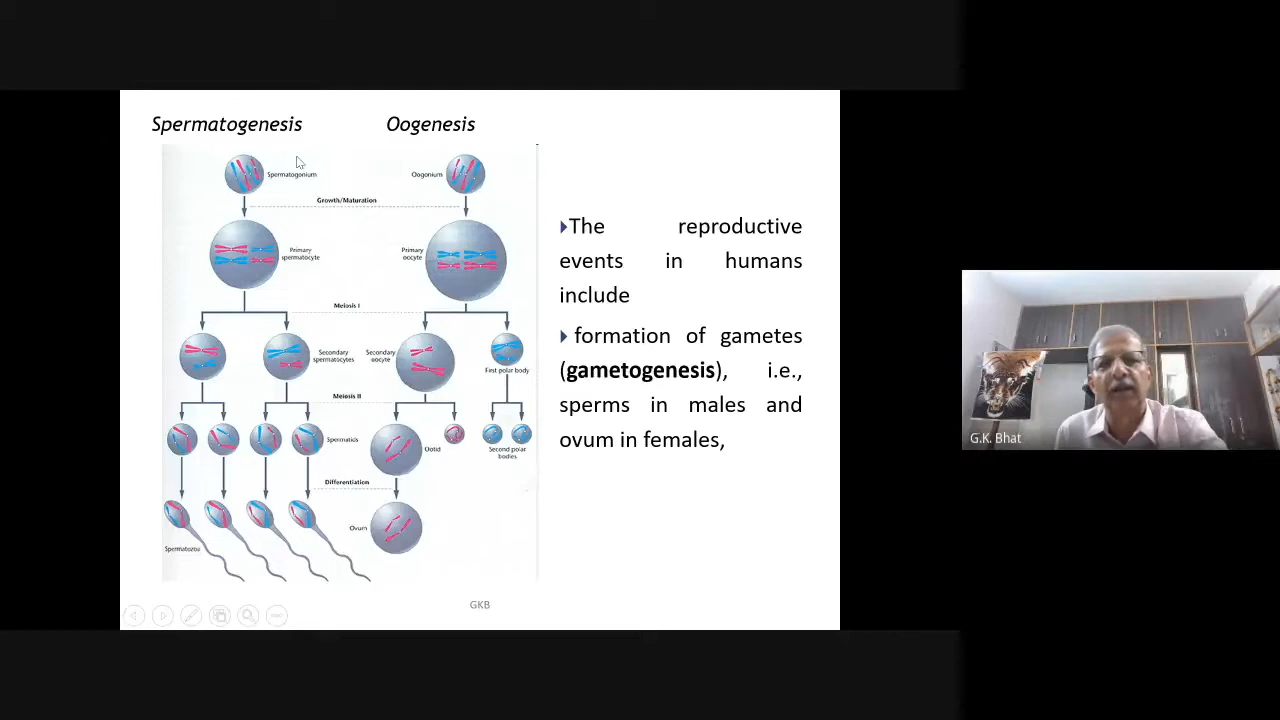 Spermatogenesis
Oogenesis
Spermatogonium
Oogonium
Growth/Maturation
Primary
spermatocyte
Primary
oocyte
Meiosis I
Secondary
spermatocytes
Secondary
oocyte
First polar body
Meiosis II
Spermatids
Ootid
Second polar
bodies
Differentiation
Ovum
Spermatozoa
The reproductive
events in humans
include
formation of gametes
(gametogenesis), i.e.,
sperms in males and
ovum in females,
GKB
G.K. Bhat